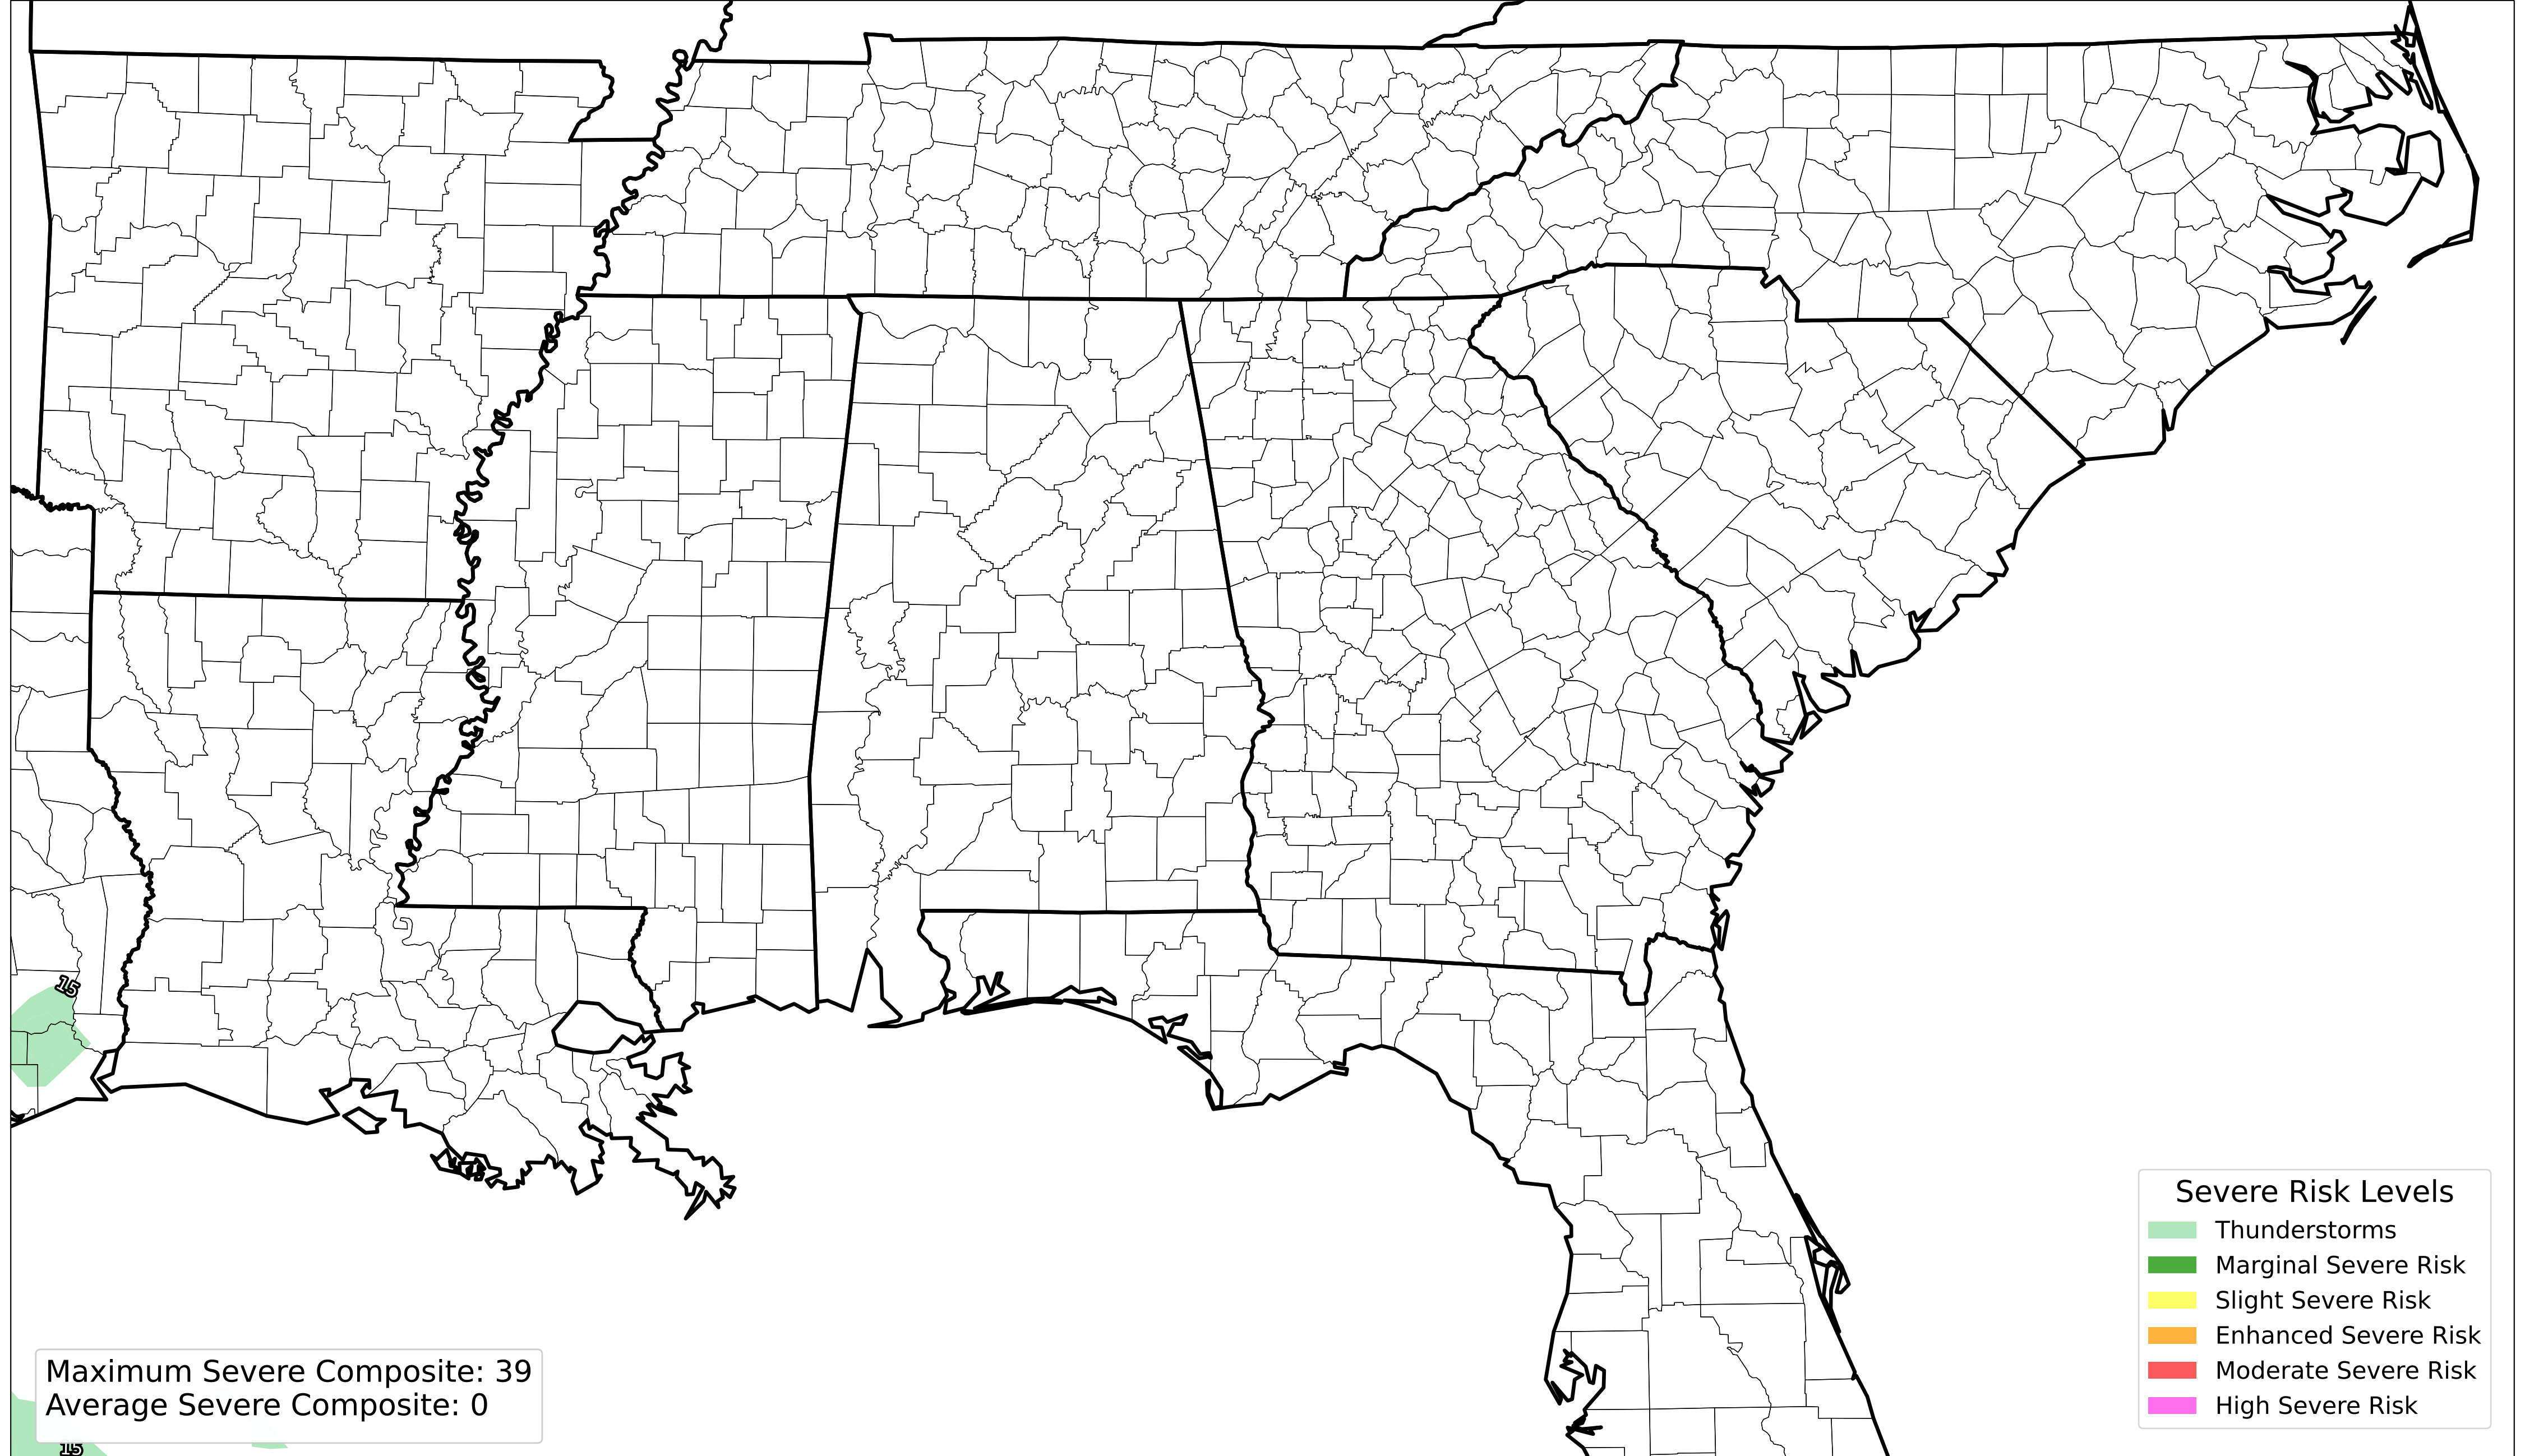 15
Severe Risk Levels
Thunderstorms
Marginal Severe Risk
Slight Severe Risk
Enhanced Severe Risk
Moderate Severe Risk
High Severe Risk
Maximum Severe Composite: 39
Average Severe Composite: 0
15